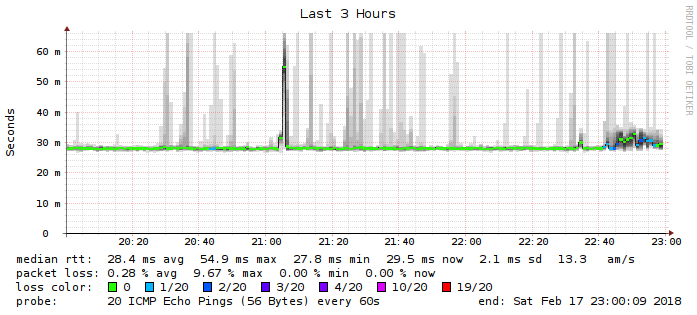 Last 3 Hours
RRDTOOL / TOBI OETIKER
Seconds
60 m
50 m
40 m
30 m
20 m
10 m
0
20:20 20:40 21:00 21:20 21:40 22:00 22:20 22:40 23:00
median rtt: 28.4 ms avg 54.9 ms max 27.8 ms min 29.5 ms now 2.1 ms sd 13.3 am/s
packet loss: 0.28 % avg 9.67 % max 0.00 % min 0.00 % now
loss color: 0 1/20 2/20 3/20 4/20 10/20 19/20
probe: 20 ICMP Echo Pings (56 Bytes) every 60s end: Sat Feb 17 23:00:09 2018